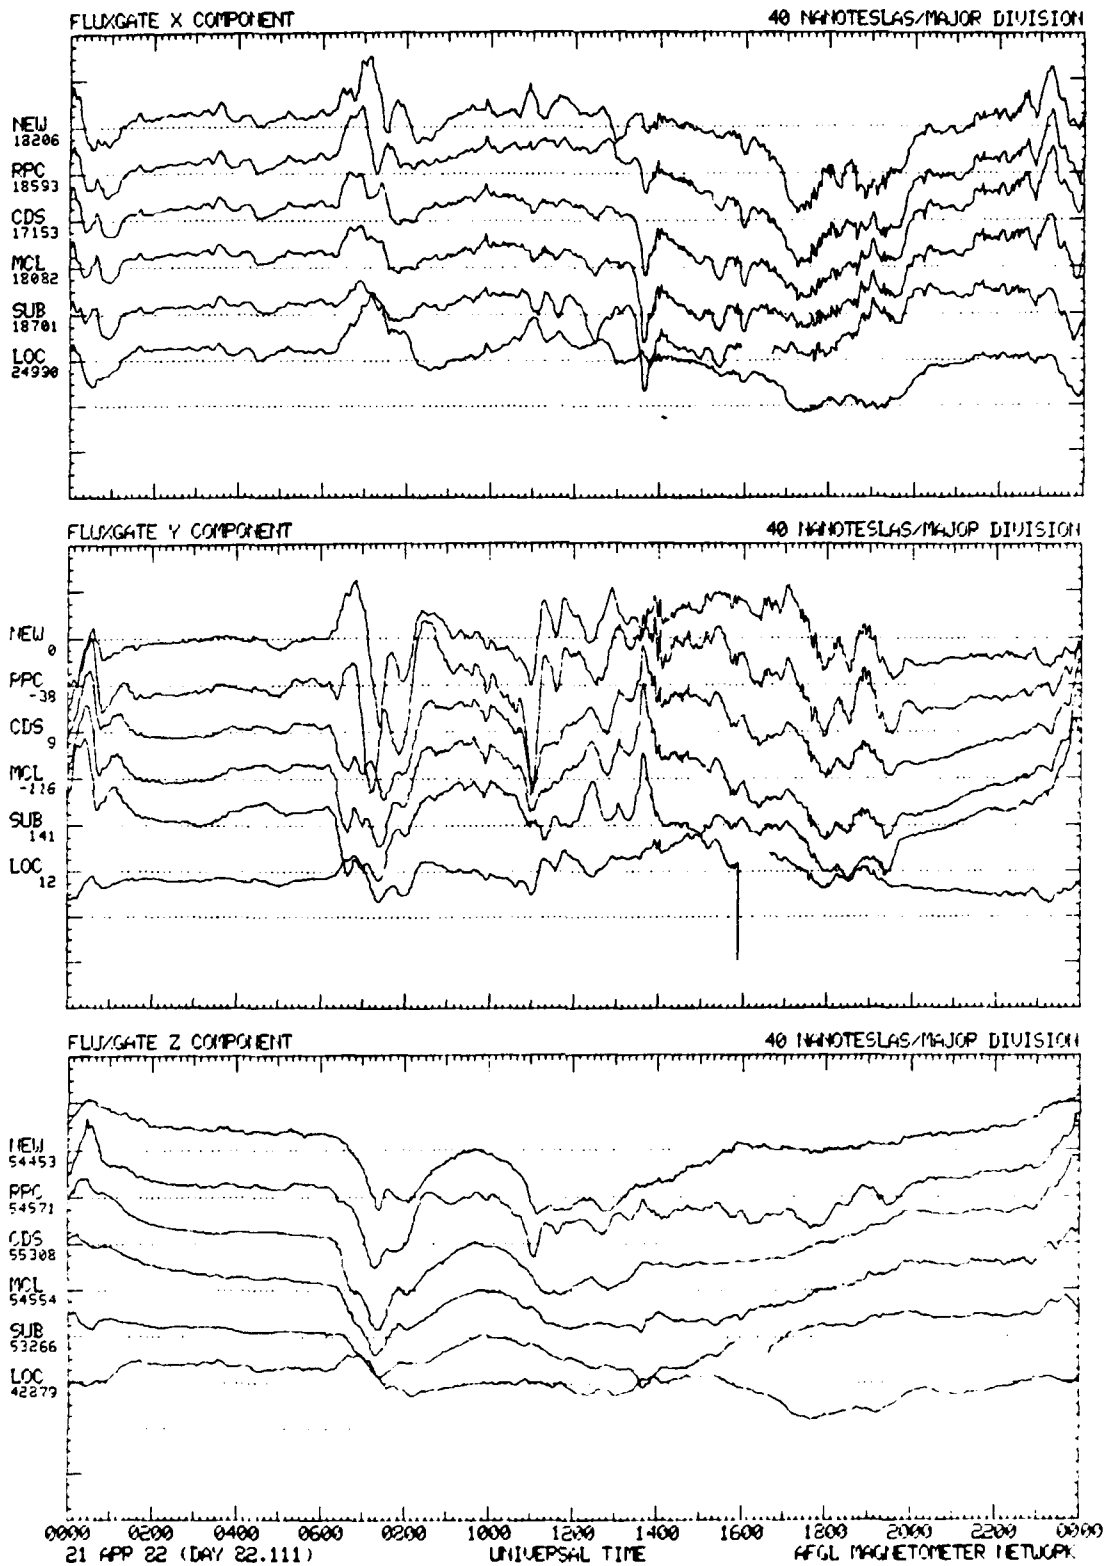 FLUXGATE X COMPONENT
40 NANOTESLAS/MAJOR DIVISION
NEW
18206
RPC
18593
CDS
17153
MCL
18082
SUB
18701
LOC
24990
FLUXGATE Y COMPONENT
40 NANOTESLAS/MAJOR DIVISION
NEW
0
RPC
-38
CDS
9
MCL
-126
SUB
141
LOC
12
FLUXGATE Z COMPONENT
40 NANOTESLAS/MAJOR DIVISION
NEW
54453
RPC
54571
CDS
55308
MCL
54554
SUB
53266
LOC
42279
0000 0200 0400 0600 0800 1000 1200 1400 1600 1800 2000 2200 0000
21 APR 82 (DAY 82.111)
UNIVERSAL TIME
AFGL MAGNETOMETER NETWORK